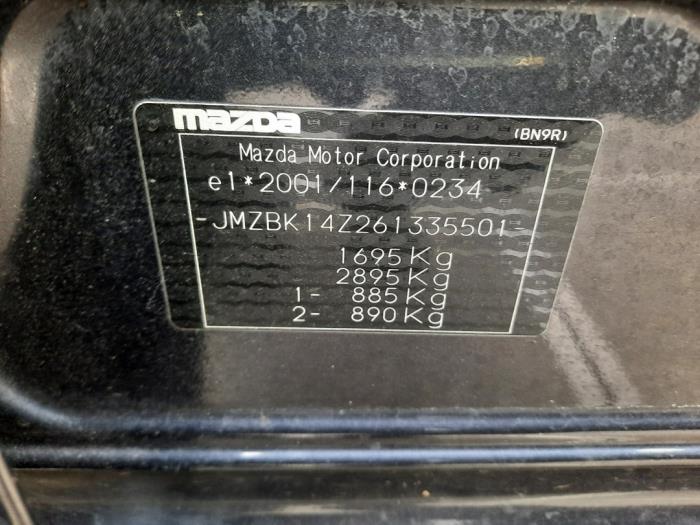 mazda
(BN9R)
Mazda Motor Corporation
e1*2001/116*0234
-JMZBK14Z261335501-
1695Kg
2895Kg
1- 885Kg
2- 890Kg